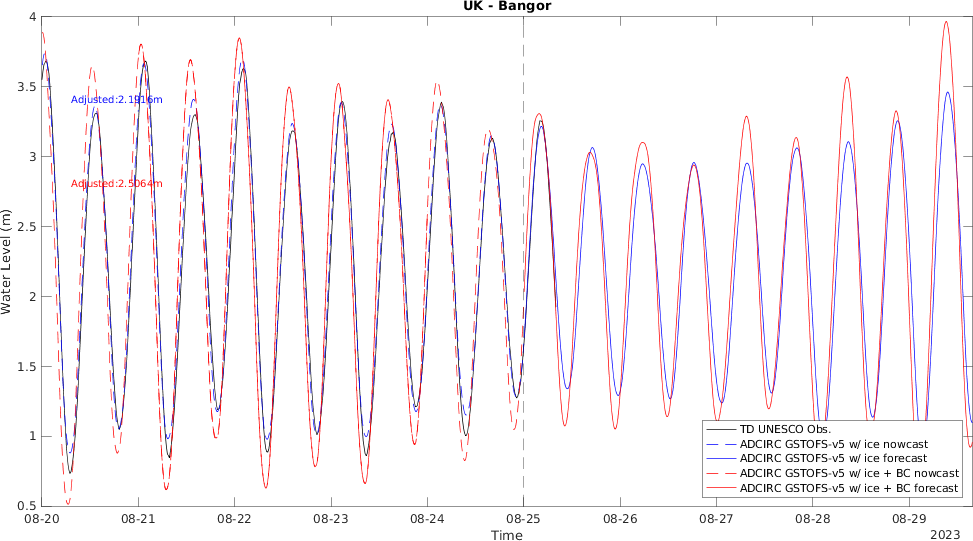 UK - Bangor
4
3.5
3
2.5
2
1.5
1
0.5
Water Level (m)
Adjusted:2.1916m
Adjusted:2.5064m
TD UNESCO Obs.
ADCIRC GSTOFS-v5 w/ ice nowcast
ADCIRC GSTOFS-v5 w/ ice forecast
ADCIRC GSTOFS-v5 w/ ice + BC nowcast
ADCIRC GSTOFS-v5 w/ ice + BC forecast
08-20 08-21 08-22 08-23 08-24 08-25 08-26 08-27 08-28 08-29
Time
2023